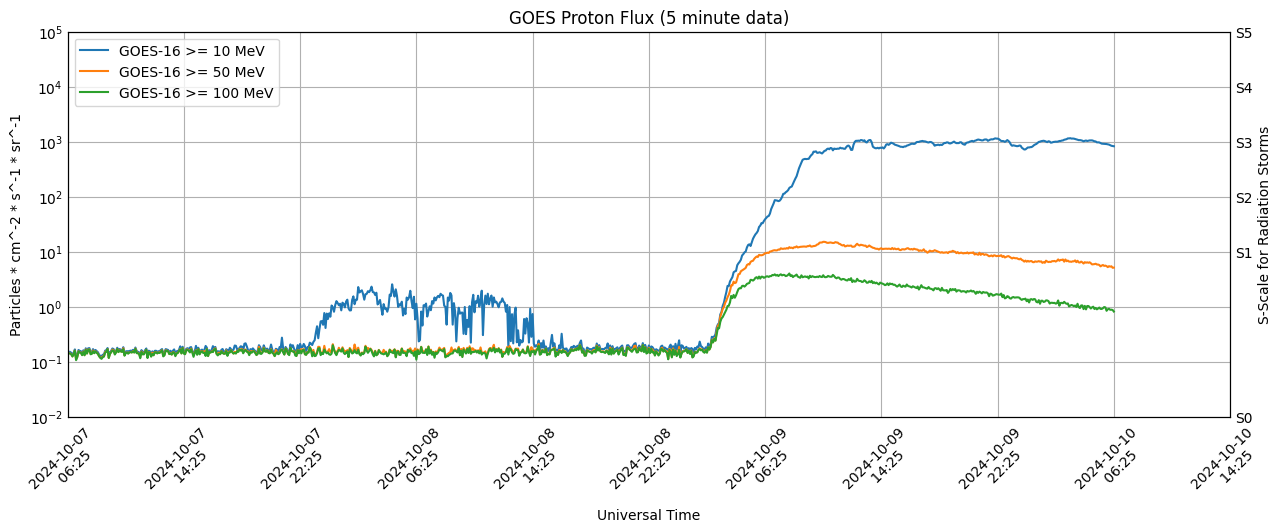 GOES Proton Flux (5 minute data)
GOES-16 >= 10 MeV
GOES-16 >= 50 MeV
GOES-16 >= 100 MeV
Particles * cm^-2 * s^-1 * sr^-1
10^5
10^4
10^3
10^2
10^1
10^0
10^-1
10^-2
S5
S4
S3
S2
S1
S0
S-Scale for Radiation Storms
2024-10-07
06:25
2024-10-07
14:25
2024-10-07
22:25
2024-10-08
06:25
2024-10-08
14:25
2024-10-08
22:25
2024-10-09
06:25
2024-10-09
14:25
2024-10-09
22:25
2024-10-10
06:25
2024-10-10
14:25
Universal Time